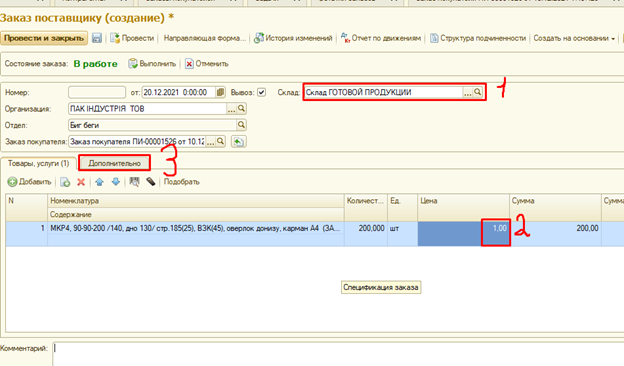 Заказ поставщику (создание) *
Провести и закрыть Провести Направляющая форма... История изменений Отчет по движениям Структура подчиненности Создать на основании
Состояние заказа: В работе Выполнить Отменить
Номер: от: 20.12.2021 0:00:00 Вывоз: Склад: Склад ГОТОВОЙ ПРОДУКЦИИ ... 1
Организация: ПАК ІНДУСТРІЯ ТОВ ...
Отдел: Биг беги
Заказ покупателя: Заказ покупателя ПИ-00001526 от 10.12 ...
3
Товары, услуги (1) Дополнительно
Добавить Подобрать
N Номенклатура Количест... Ед. Цена Сумма Сумма
Содержание
1 МКР4, 90-90-200 /140, дно 130/ стр.185(25), ВЗК(45), оверлок донизу, карман А4 (ЗА... 200,000 шт 1,00 200,00
2
Спецификация заказа
Комментарий: